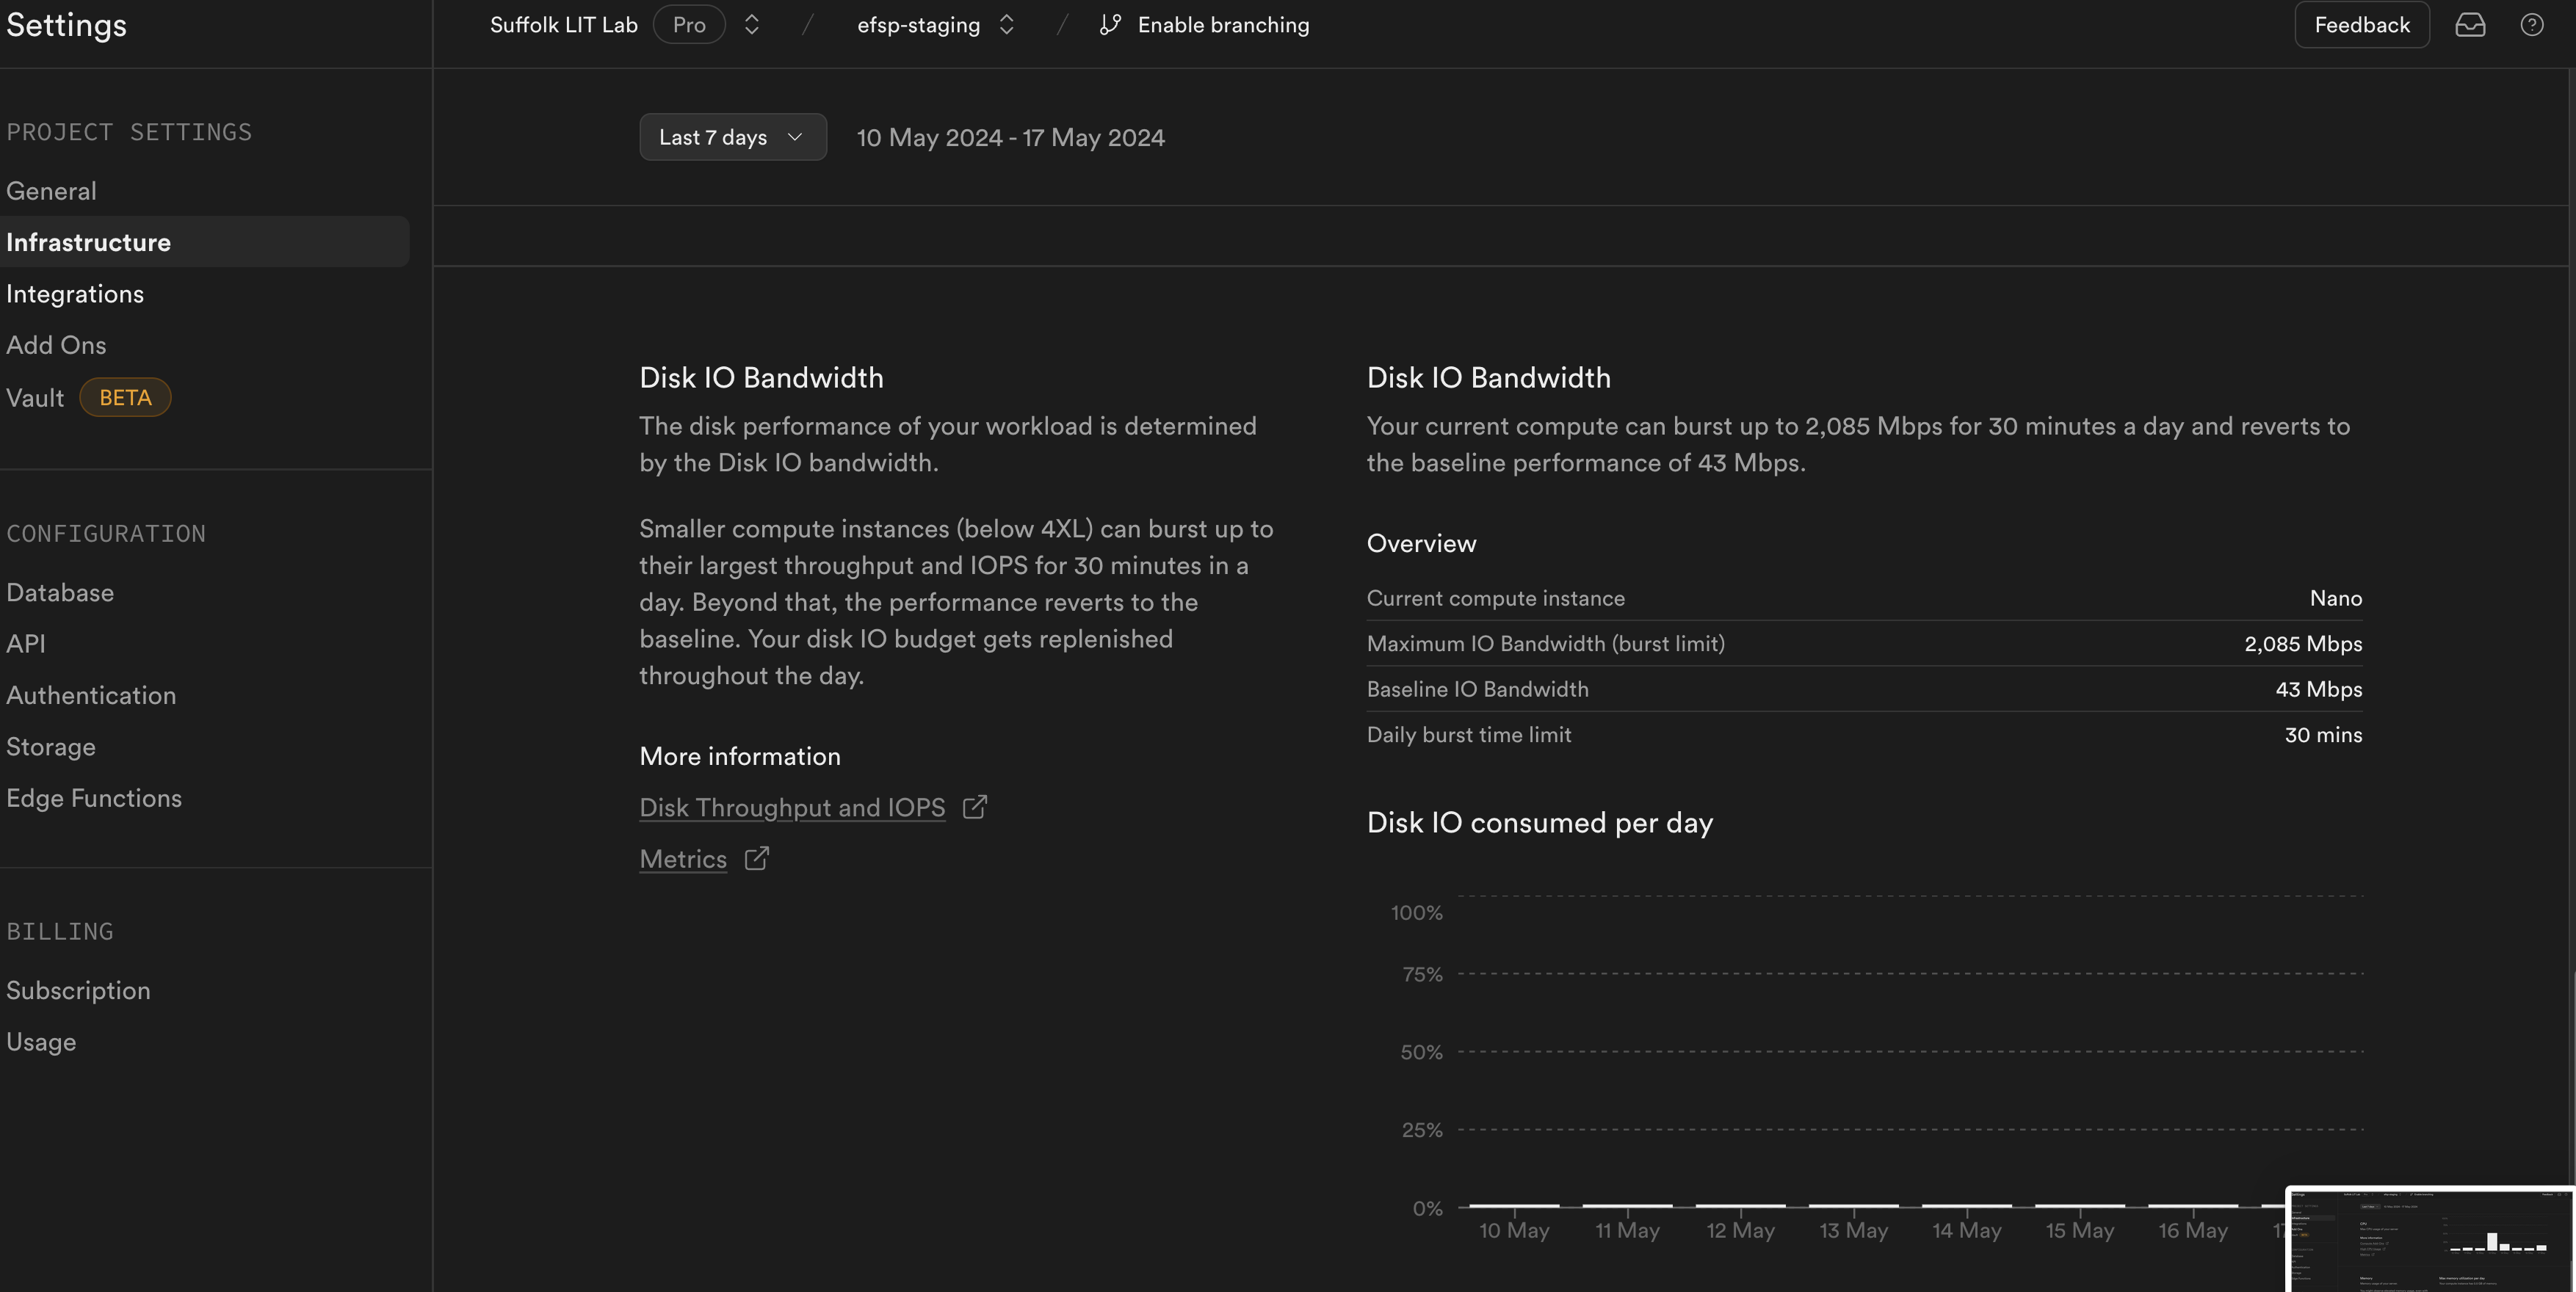 Settings
Suffolk LIT Lab Pro / efsp-staging / Enable branching
Feedback
PROJECT SETTINGS
General
Infrastructure
Integrations
Add Ons
Vault BETA
CONFIGURATION
Database
API
Authentication
Storage
Edge Functions
BILLING
Subscription
Usage
Last 7 days 10 May 2024 - 17 May 2024
Disk IO Bandwidth
The disk performance of your workload is determined
by the Disk IO bandwidth.
Smaller compute instances (below 4XL) can burst up to
their largest throughput and IOPS for 30 minutes in a
day. Beyond that, the performance reverts to the
baseline. Your disk IO budget gets replenished
throughout the day.
More information
Disk Throughput and IOPS
Metrics
Disk IO Bandwidth
Your current compute can burst up to 2,085 Mbps for 30 minutes a day and reverts to
the baseline performance of 43 Mbps.
Overview
Current compute instance Nano
Maximum IO Bandwidth (burst limit) 2,085 Mbps
Baseline IO Bandwidth 43 Mbps
Daily burst time limit 30 mins
Disk IO consumed per day
100%
75%
50%
25%
0%
10 May 11 May 12 May 13 May 14 May 15 May 16 May